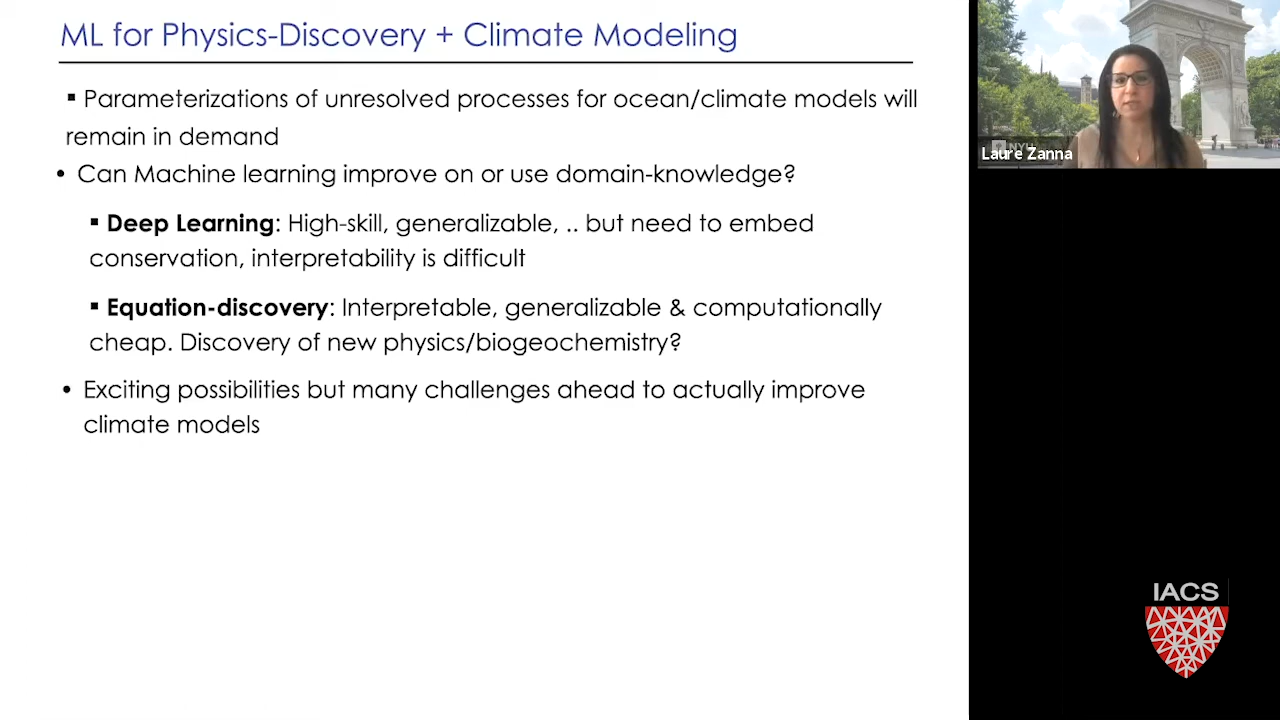 ML for Physics-Discovery + Climate Modeling
▪ Parameterizations of unresolved processes for ocean/climate models will
remain in demand
• Can Machine learning improve on or use domain-knowledge?
▪ Deep Learning: High-skill, generalizable, .. but need to embed
conservation, interpretability is difficult
▪ Equation-discovery: Interpretable, generalizable & computationally
cheap. Discovery of new physics/biogeochemistry?
• Exciting possibilities but many challenges ahead to actually improve
climate models
NYU
Laure Zanna
IACS